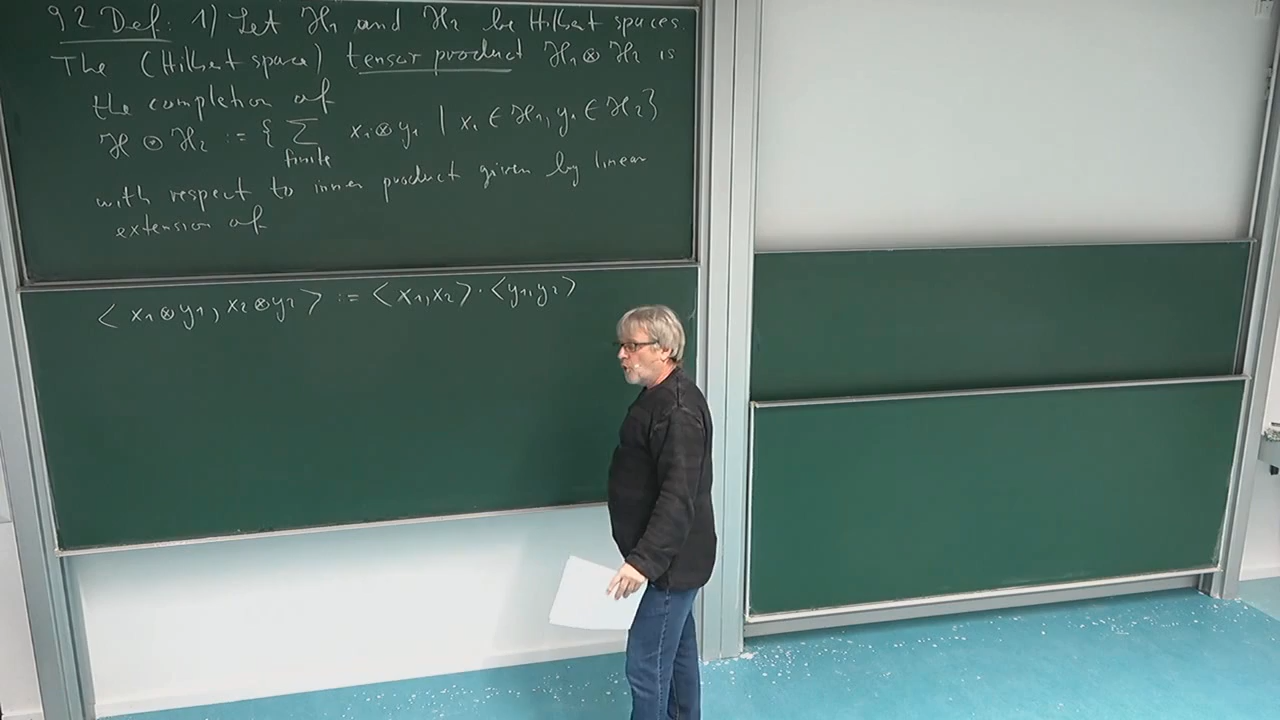 9.2 Def.: 1) Let ℋ₁ and ℋ₂ be Hilbert spaces.
The (Hilbert space) tensor product ℋ₁ ⊗ ℋ₂ is
the completion of
ℋ ⊙ ℋ₂ := { ∑ xᵢ ⊗ yᵢ | xᵢ ∈ ℋ₁, yᵢ ∈ ℋ₂ }
finite
with respect to inner product given by linear
extension of
< x₁ ⊗ y₁, x₂ ⊗ y₂ > := < x₁, x₂ > · < y₁, y₂ >